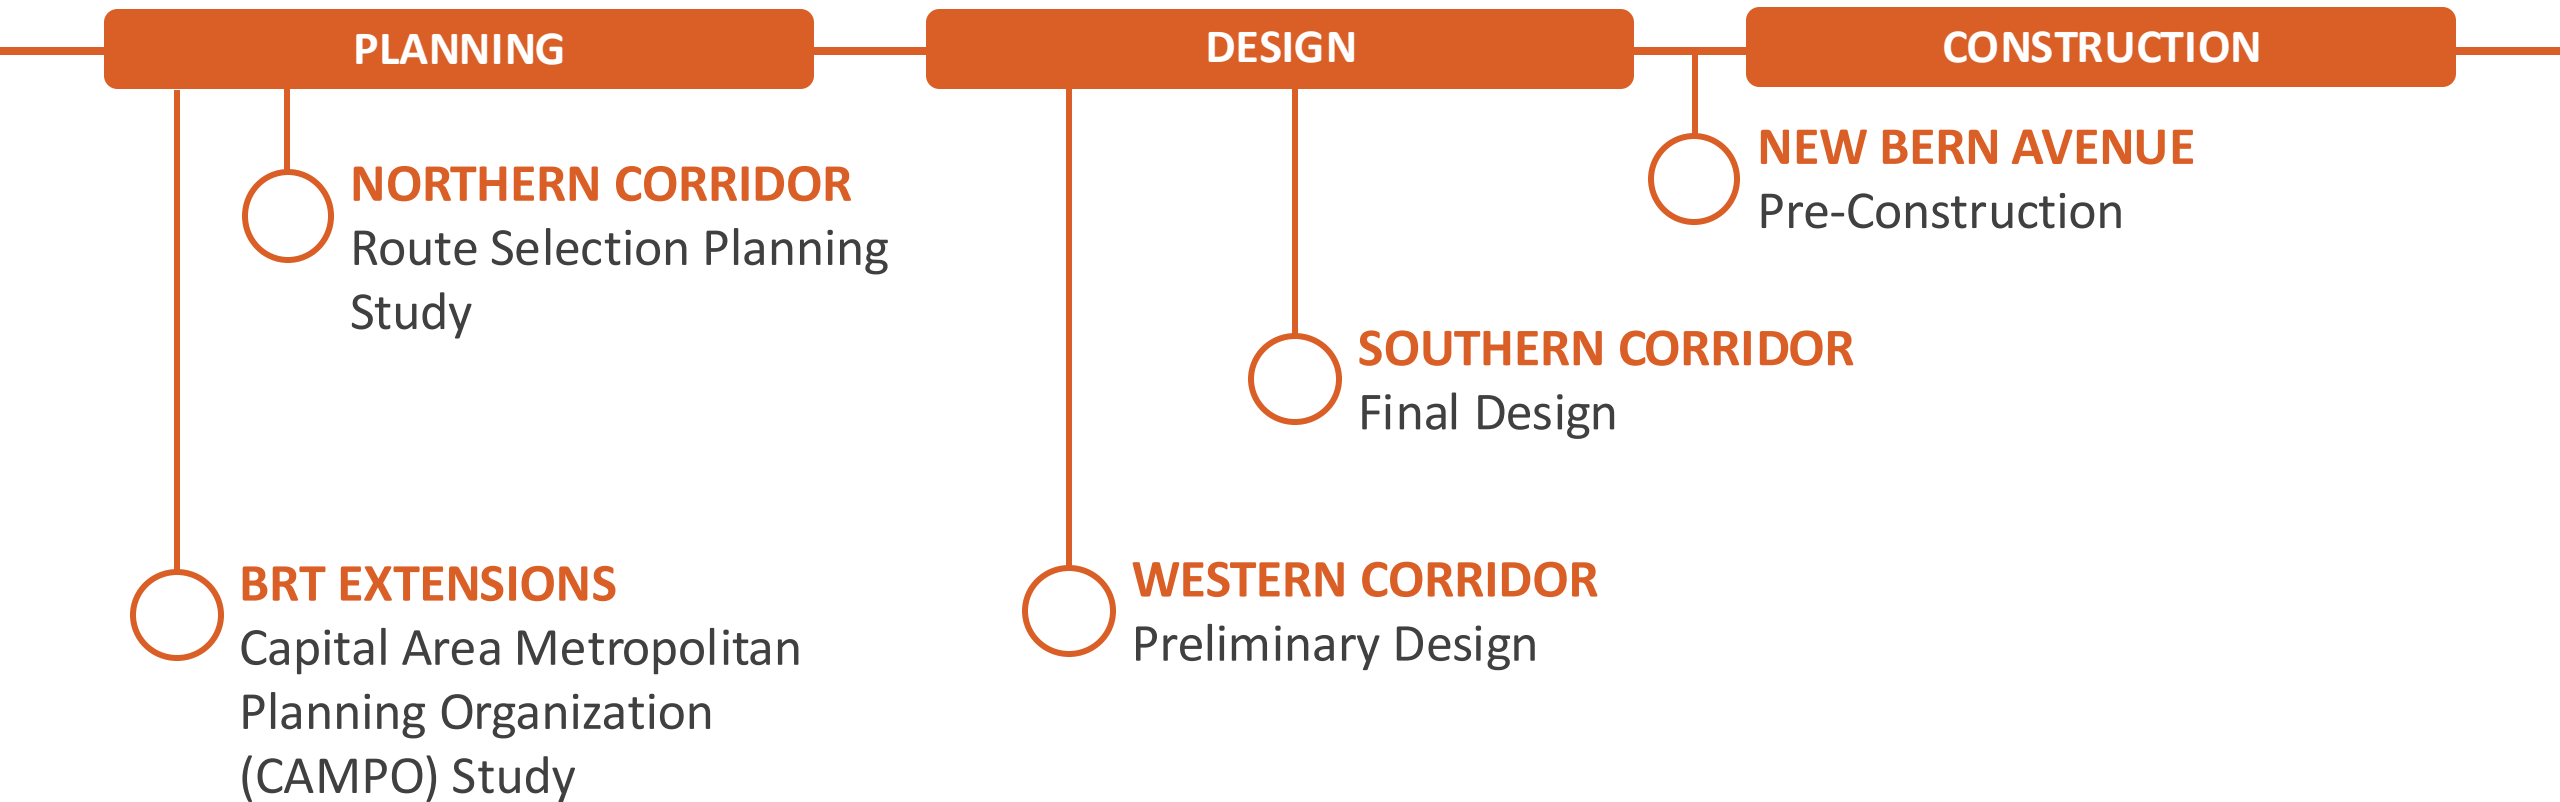 PLANNING
DESIGN
CONSTRUCTION
NORTHERN CORRIDOR
Route Selection Planning
Study
BRT EXTENSIONS
Capital Area Metropolitan
Planning Organization
(CAMPO) Study
SOUTHERN CORRIDOR
Final Design
WESTERN CORRIDOR
Preliminary Design
NEW BERN AVENUE
Pre-Construction